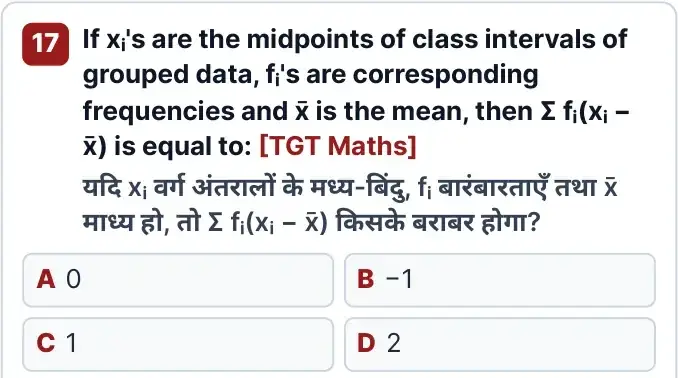 17 If xᵢ's are the midpoints of class intervals of
grouped data, fᵢ's are corresponding
frequencies and x̄ is the mean, then Σ fᵢ(xᵢ −
x̄) is equal to: [TGT Maths]
यदि xᵢ वर्ग अंतरालों के मध्य-बिंदु, fᵢ बारंबारताएँ तथा x̄
माध्य हो, तो Σ fᵢ(xᵢ − x̄) किसके बराबर होगा?
A 0
B −1
C 1
D 2